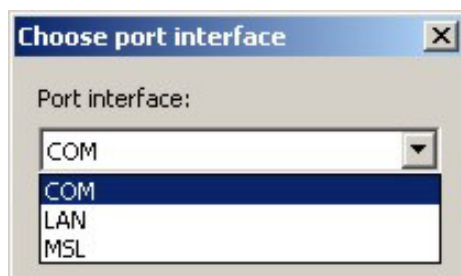 Choose port interface
Port interface:
COM
COM
LAN
MSL